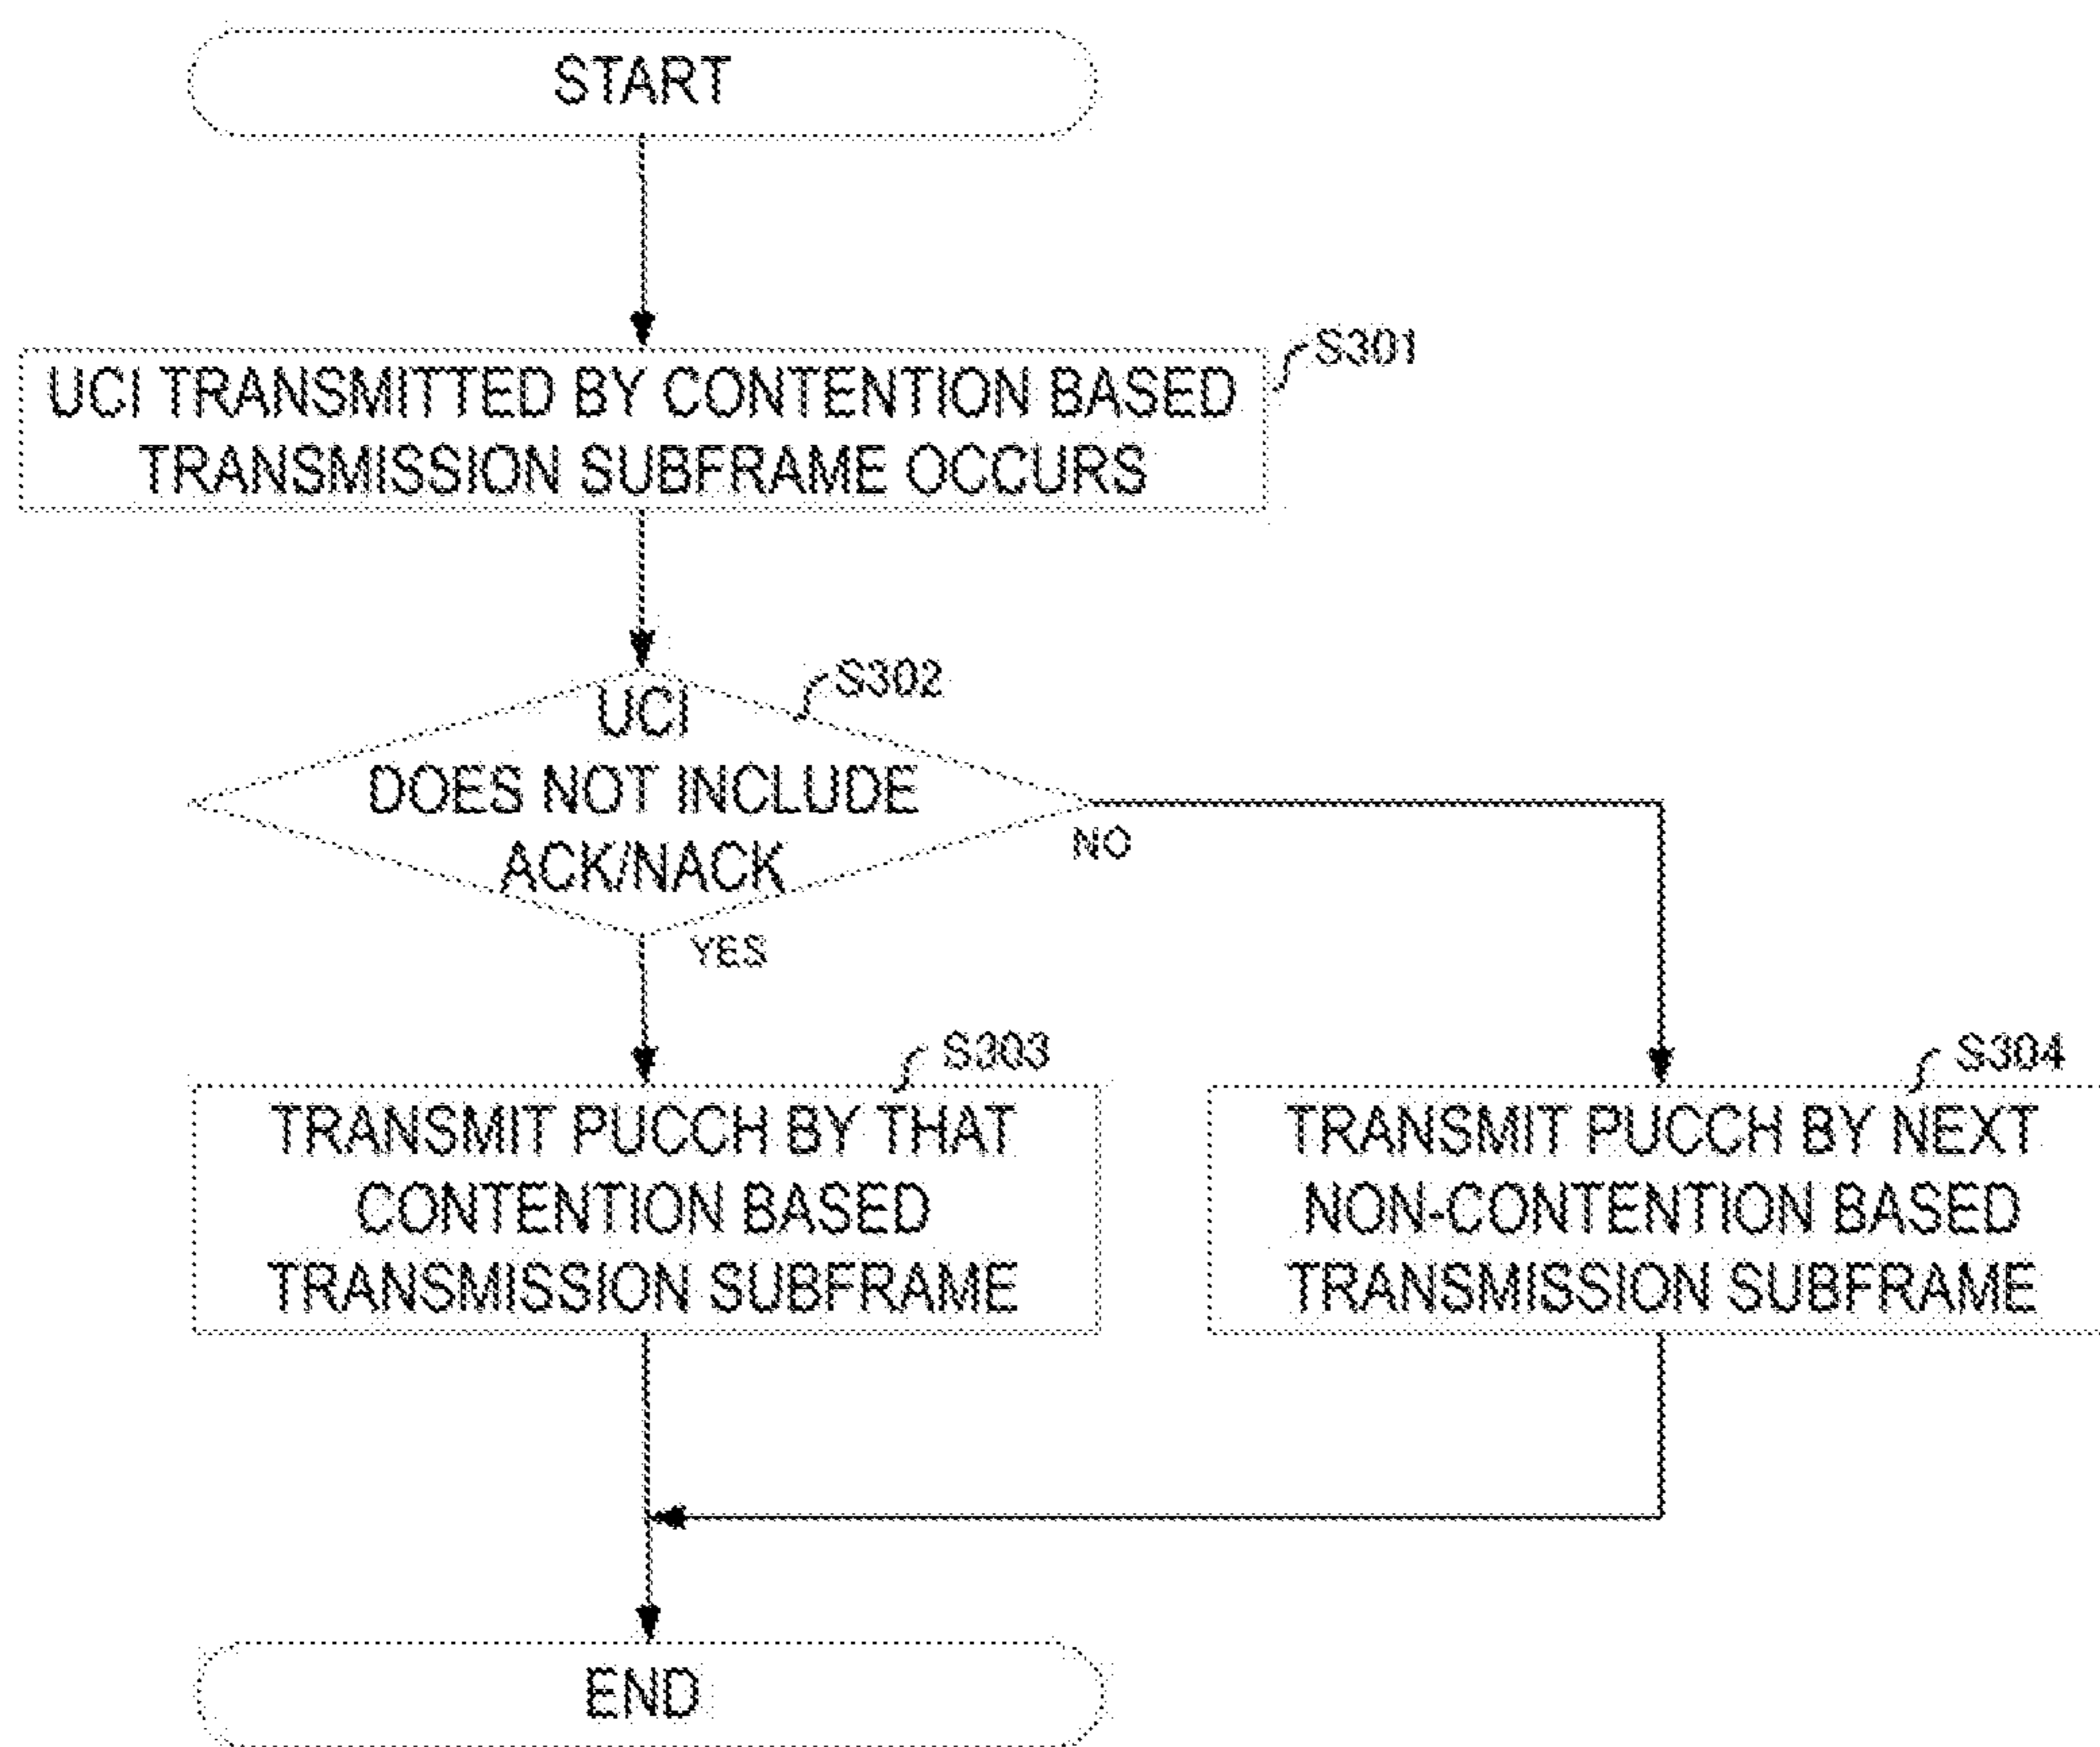 START
S301
UCI TRANSMITTED BY CONTENTION BASED
TRANSMISSION SUBFRAME OCCURS
S302
UCI
DOES NOT INCLUDE
ACK/NACK
NO
YES
S303
TRANSMIT PUCCH BY THAT
CONTENTION BASED
TRANSMISSION SUBFRAME
S304
TRANSMIT PUCCH BY NEXT
NON-CONTENTION BASED
TRANSMISSION SUBFRAME
END